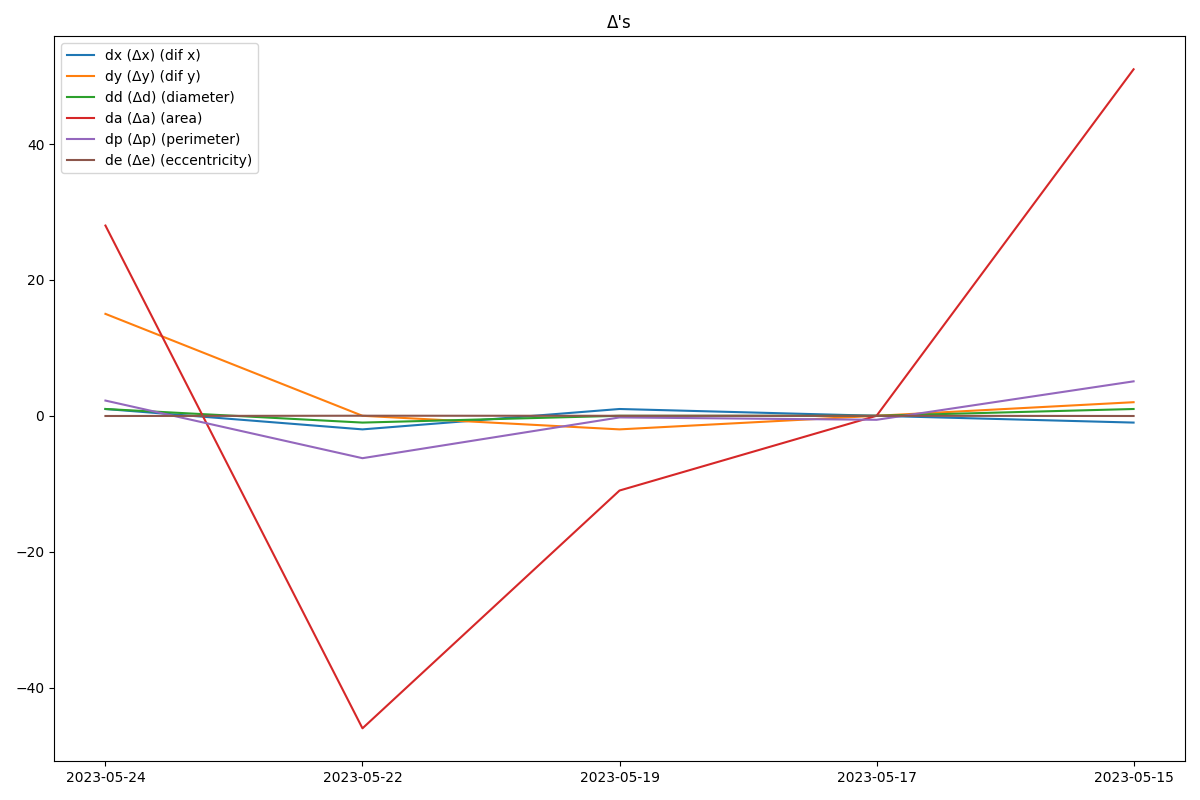 Δ's
dx (Δx) (dif x)
dy (Δy) (dif y)
dd (Δd) (diameter)
da (Δa) (area)
dp (Δp) (perimeter)
de (Δe) (eccentricity)
40
20
0
−20
−40
2023-05-24 2023-05-22 2023-05-19 2023-05-17 2023-05-15